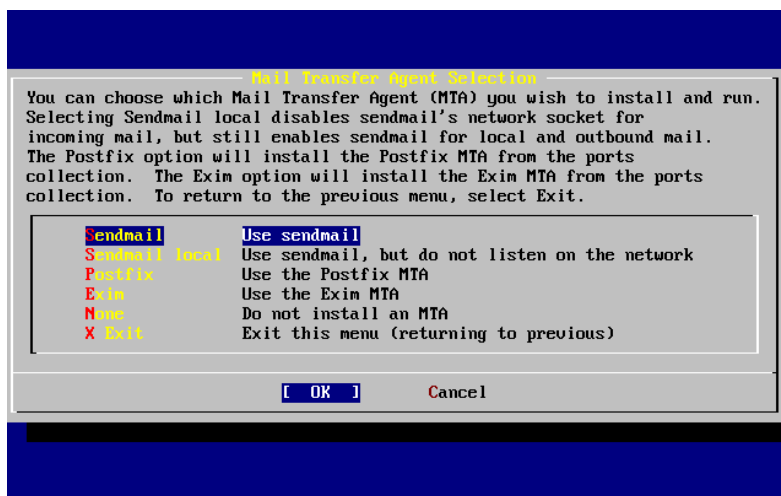 Mail Transfer Agent Selection
You can choose which Mail Transfer Agent (MTA) you wish to install and run.
Selecting Sendmail local disables sendmail's network socket for
incoming mail, but still enables sendmail for local and outbound mail.
The Postfix option will install the Postfix MTA from the ports
collection.  The Exim option will install the Exim MTA from the ports
collection.  To return to the previous menu, select Exit.
Sendmail Use sendmail
Sendmail local Use sendmail, but do not listen on the network
Postfix Use the Postfix MTA
Exim Use the Exim MTA
None Do not install an MTA
X Exit Exit this menu (returning to previous)
[ OK ] Cancel